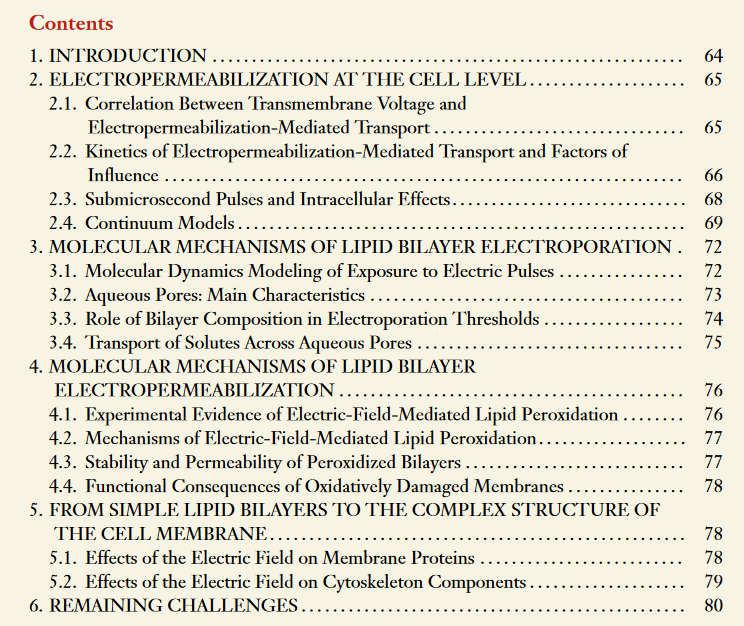 Contents
1. INTRODUCTION ................................................................ 64
2. ELECTROPERMEABILIZATION AT THE CELL LEVEL ..................... 65
2.1. Correlation Between Transmembrane Voltage and
Electropermeabilization-Mediated Transport .................................. 65
2.2. Kinetics of Electropermeabilization-Mediated Transport and Factors of
Influence ....................................................................... 66
2.3. Submicrosecond Pulses and Intracellular Effects ................................ 68
2.4. Continuum Models ............................................................. 69
3. MOLECULAR MECHANISMS OF LIPID BILAYER ELECTROPORATION . 72
3.1. Molecular Dynamics Modeling of Exposure to Electric Pulses ................. 72
3.2. Aqueous Pores: Main Characteristics ........................................... 73
3.3. Role of Bilayer Composition in Electroporation Thresholds ................... 74
3.4. Transport of Solutes Across Aqueous Pores .................................... 75
4. MOLECULAR MECHANISMS OF LIPID BILAYER
ELECTROPERMEABILIZATION ............................................... 76
4.1. Experimental Evidence of Electric-Field-Mediated Lipid Peroxidation ........ 76
4.2. Mechanisms of Electric-Field-Mediated Lipid Peroxidation .................... 77
4.3. Stability and Permeability of Peroxidized Bilayers .............................. 77
4.4. Functional Consequences of Oxidatively Damaged Membranes ................ 78
5. FROM SIMPLE LIPID BILAYERS TO THE COMPLEX STRUCTURE OF
THE CELL MEMBRANE ......................................................... 78
5.1. Effects of the Electric Field on Membrane Proteins ............................ 78
5.2. Effects of the Electric Field on Cytoskeleton Components ..................... 79
6. REMAINING CHALLENGES .................................................... 80